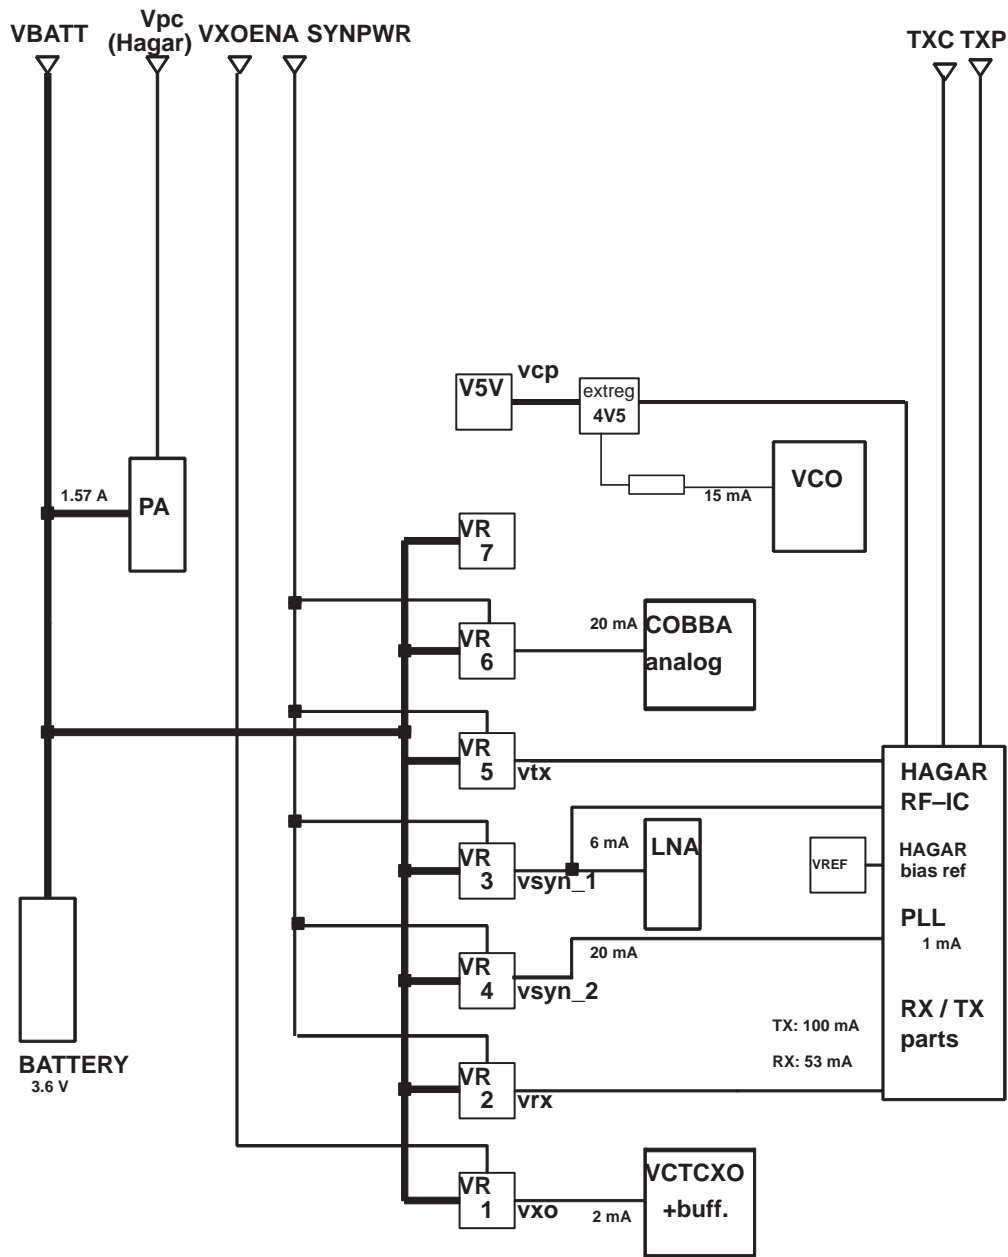 VBATT
Vpc
(Hagar)
VXOENA SYNPWR
TXC TXP
V5V
vcp
extreg
4V5
VCO
15 mA
1.57 A
PA
VR
7
VR
6
20 mA
COBBA
analog
VR
5
vtx
HAGAR
RF–IC
VR
3
vsyn_1
6 mA
LNA
VREF
HAGAR
bias ref
PLL
1 mA
VR
4
vsyn_2
20 mA
RX / TX
parts
TX: 100 mA
RX: 53 mA
BATTERY
3.6 V
VR
2
vrx
VR
1
vxo
2 mA
VCTCXO
+buff.